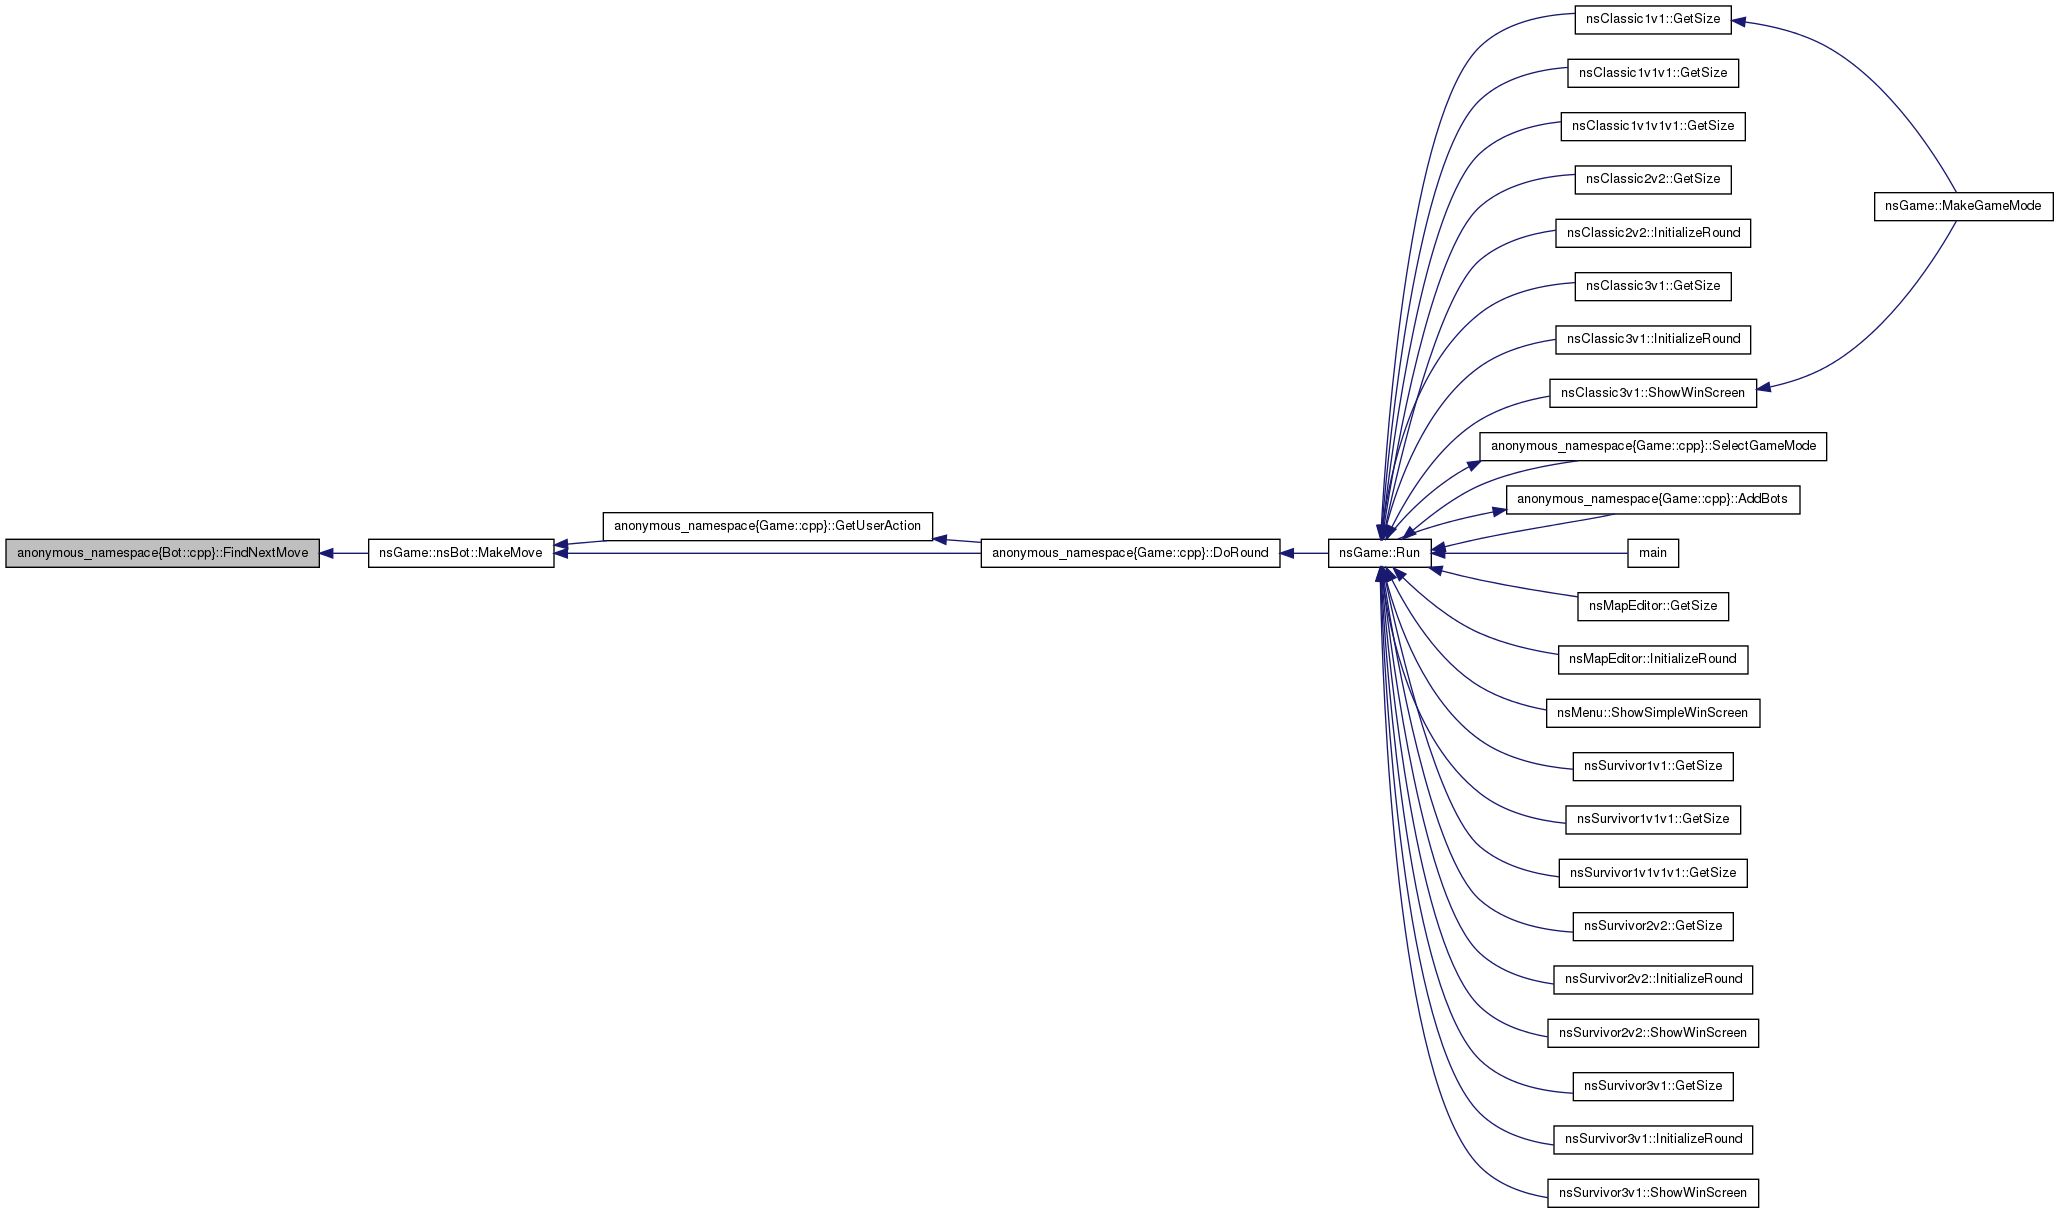 nsClassic1v1::GetSize
nsClassic1v1v1::GetSize
nsClassic1v1v1v1::GetSize
nsClassic2v2::GetSize
nsGame::MakeGameMode
nsClassic2v2::InitializeRound
nsClassic3v1::GetSize
nsClassic3v1::InitializeRound
nsClassic3v1::ShowWinScreen
anonymous_namespace{Game::cpp}::SelectGameMode
anonymous_namespace{Game::cpp}::AddBots
anonymous_namespace{Game::cpp}::GetUserAction
anonymous_namespace{Bot::cpp}::FindNextMove
nsGame::nsBot::MakeMove
anonymous_namespace{Game::cpp}::DoRound
nsGame::Run
main
nsMapEditor::GetSize
nsMapEditor::InitializeRound
nsMenu::ShowSimpleWinScreen
nsSurvivor1v1::GetSize
nsSurvivor1v1v1::GetSize
nsSurvivor1v1v1v1::GetSize
nsSurvivor2v2::GetSize
nsSurvivor2v2::InitializeRound
nsSurvivor2v2::ShowWinScreen
nsSurvivor3v1::GetSize
nsSurvivor3v1::InitializeRound
nsSurvivor3v1::ShowWinScreen